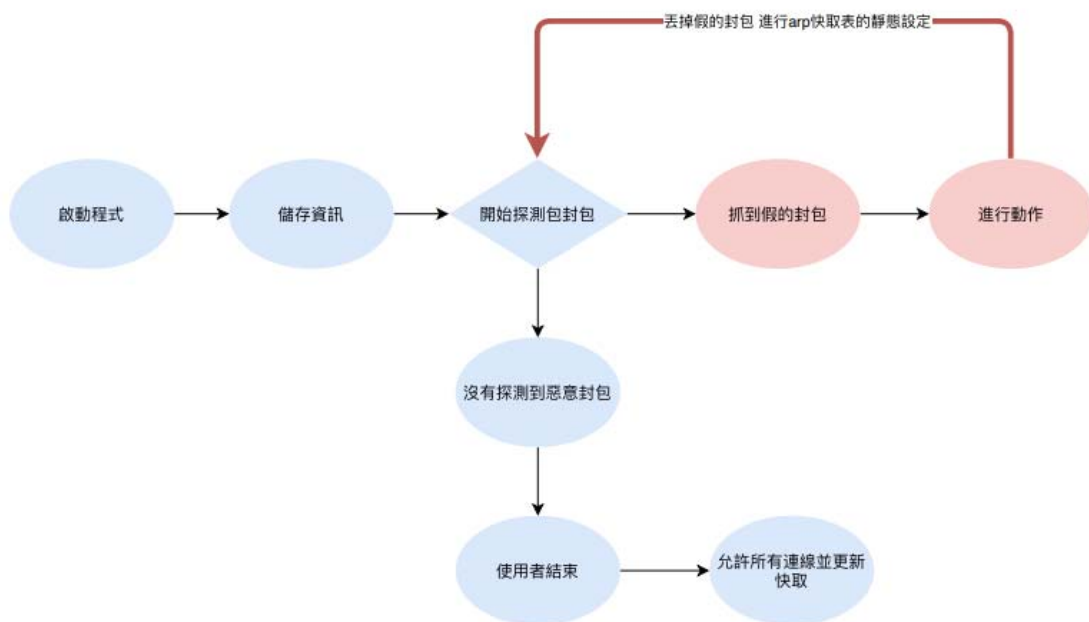 丟掉假的封包 進行arp快取表的靜態設定
啟動程式
儲存資訊
開始探測包封包
抓到假的封包
進行動作
沒有探測到惡意封包
使用者結束
允許所有連線並更新
快取